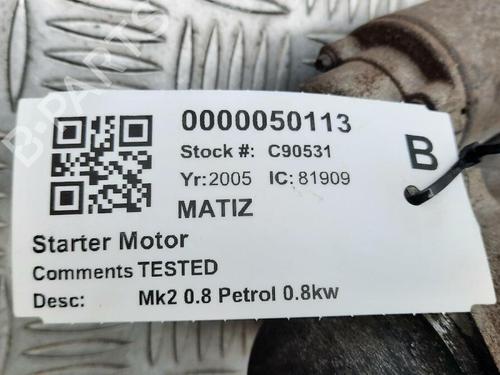 0000050113
Stock #: C90531
B
Yr:2005 IC: 81909
MATIZ
Starter Motor
Comments TESTED
Desc: Mk2 0.8 Petrol 0.8kw
B-PARTS